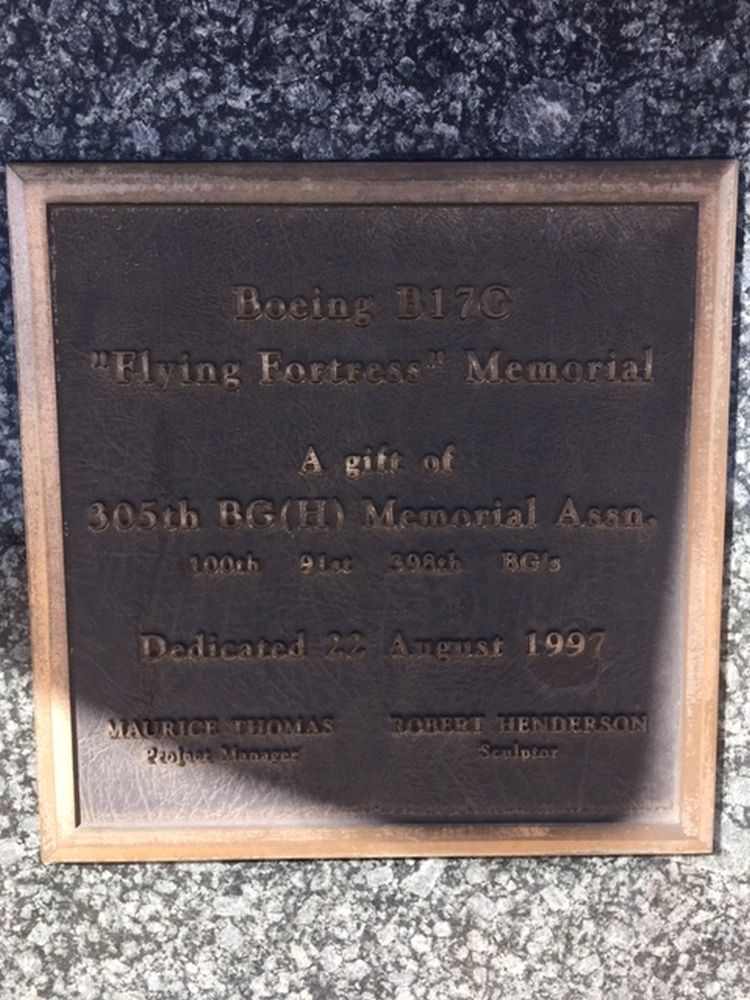 Boeing B17G
"Flying Fortress" Memorial
A gift of
305th BG(H) Memorial Assn.
100th 91st 398th BG's
Dedicated 22 August 1997
MAURICE THOMAS ROBERT HENDERSON
Project Manager Sculptor